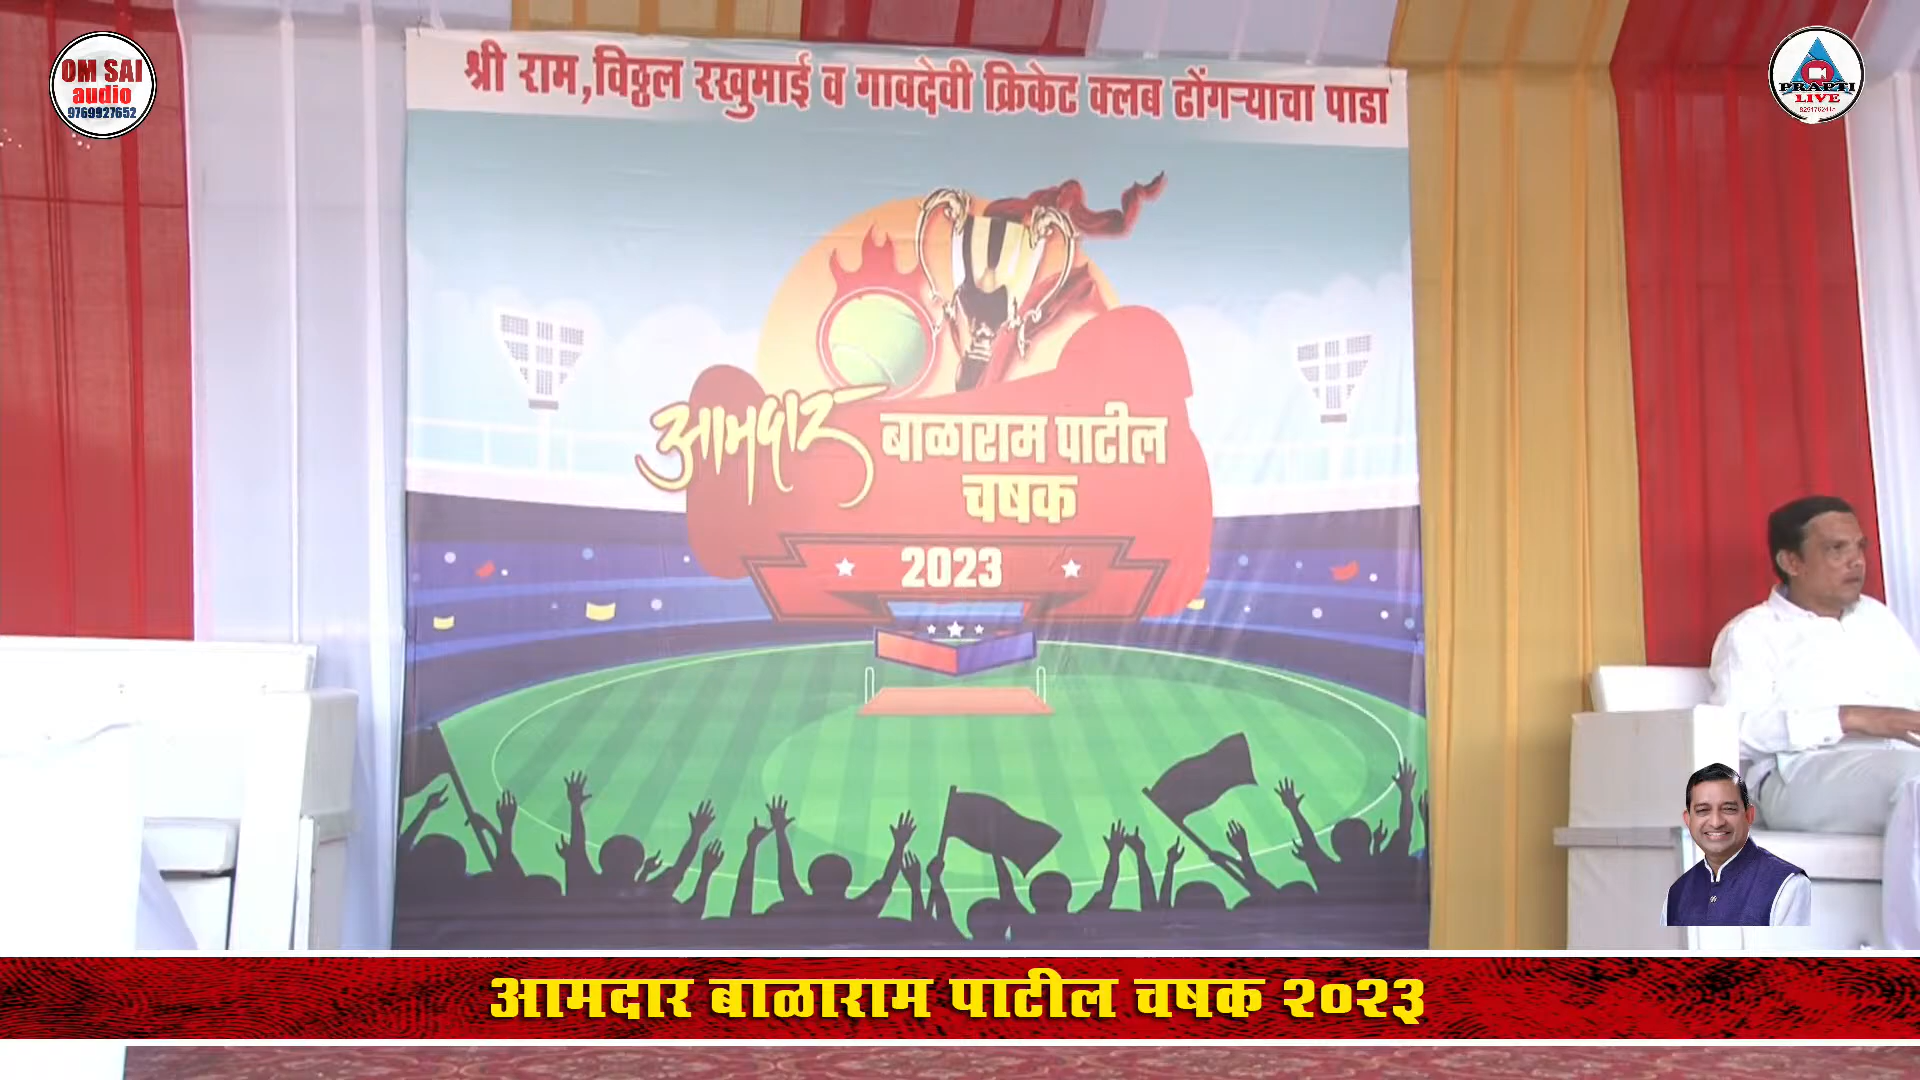 OM SAI
audio
9769927652
श्री राम,विठ्ठल रखुमाई व गावदेवी क्रिकेट क्लब ढोंगऱ्याचा पाडा
PRAPTI
LIVE
आमदार बाळाराम पाटील
चषक
2023
आमदार बाळाराम पाटील चषक २०२३